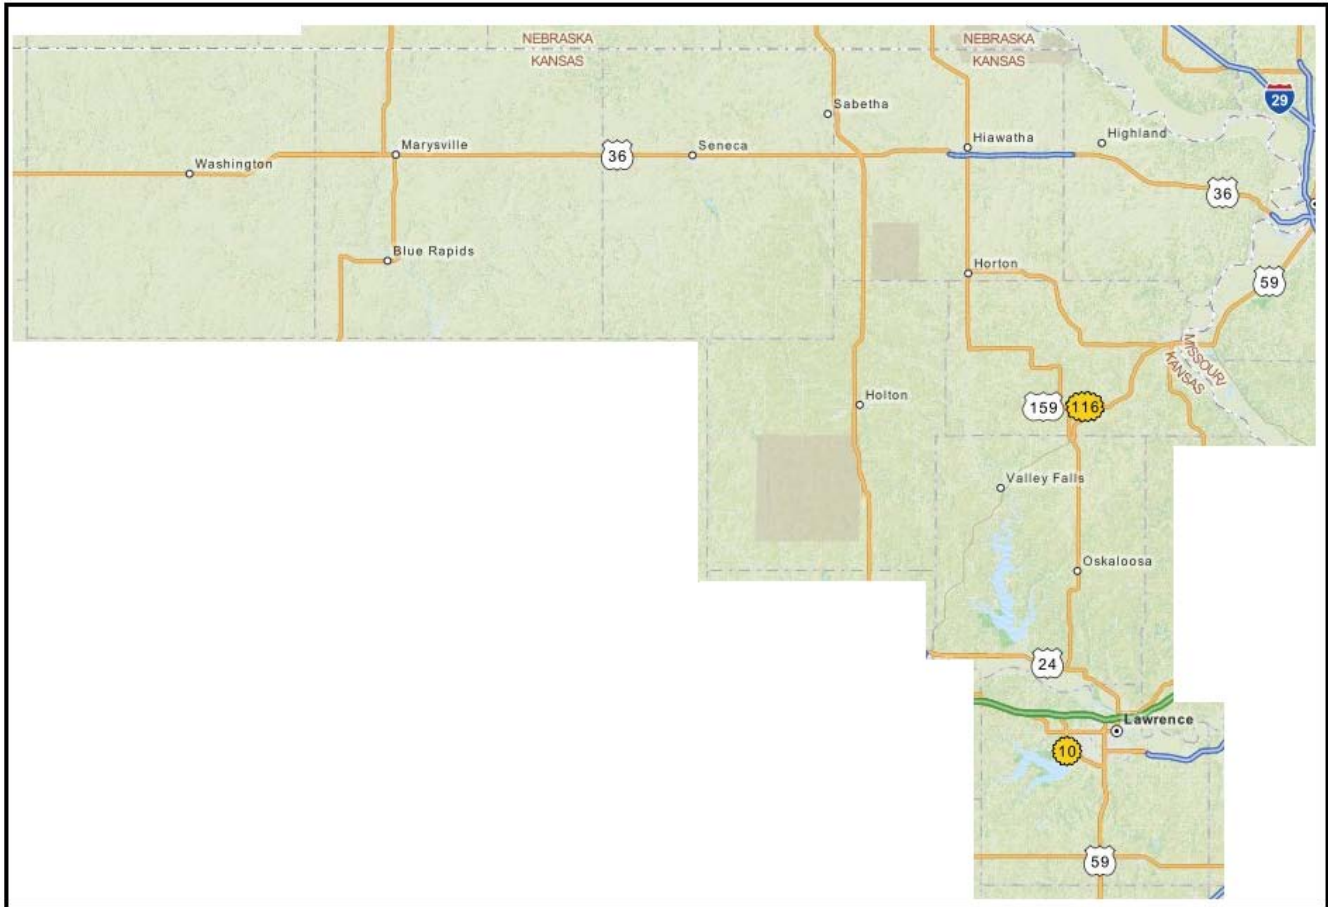 NEBRASKA
KANSAS
NEBRASKA
KANSAS
29
Sabetha
Hiawatha
Highland
Marysville
36
Seneca
Washington
36
Blue Rapids
Horton
59
MISSOURI
KANSAS
Holton
159
116
Valley Falls
Oskaloosa
24
Lawrence
10
59